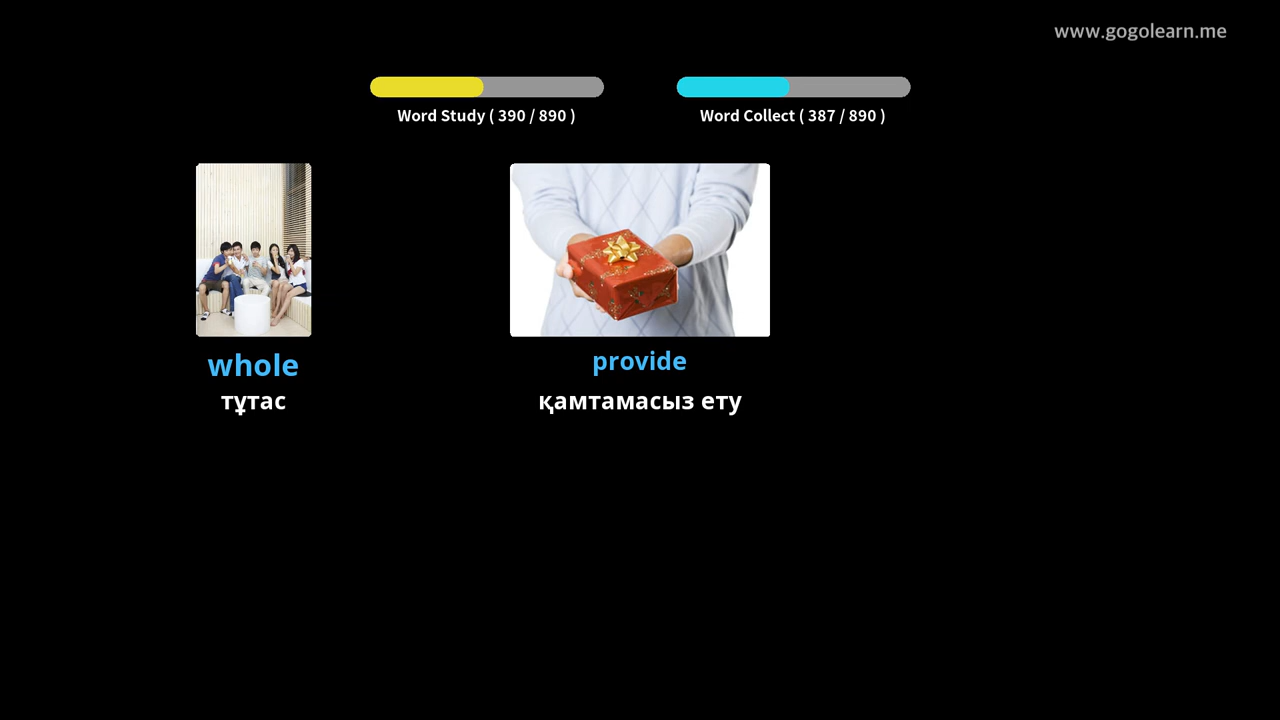 www.gogolearn.me
Word Study ( 390 / 890 )
Word Collect ( 387 / 890 )
whole
тұтас
provide
қамтамасыз ету